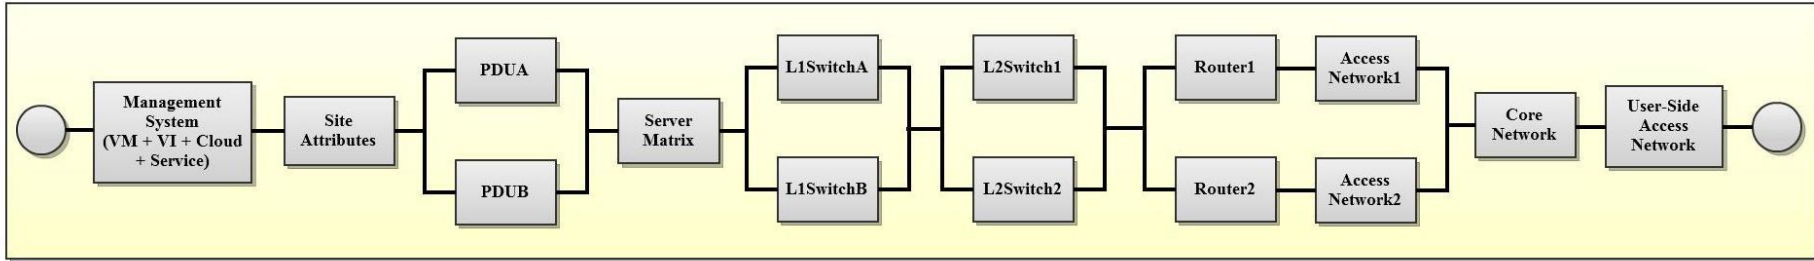 Management
System
(VM + VI + Cloud
+ Service)
Site
Attributes
PDUA
PDUB
Server
Matrix
L1SwitchA
L1SwitchB
L2Switch1
L2Switch2
Router1
Access
Network1
Router2
Access
Network2
Core
Network
User-Side
Access
Network